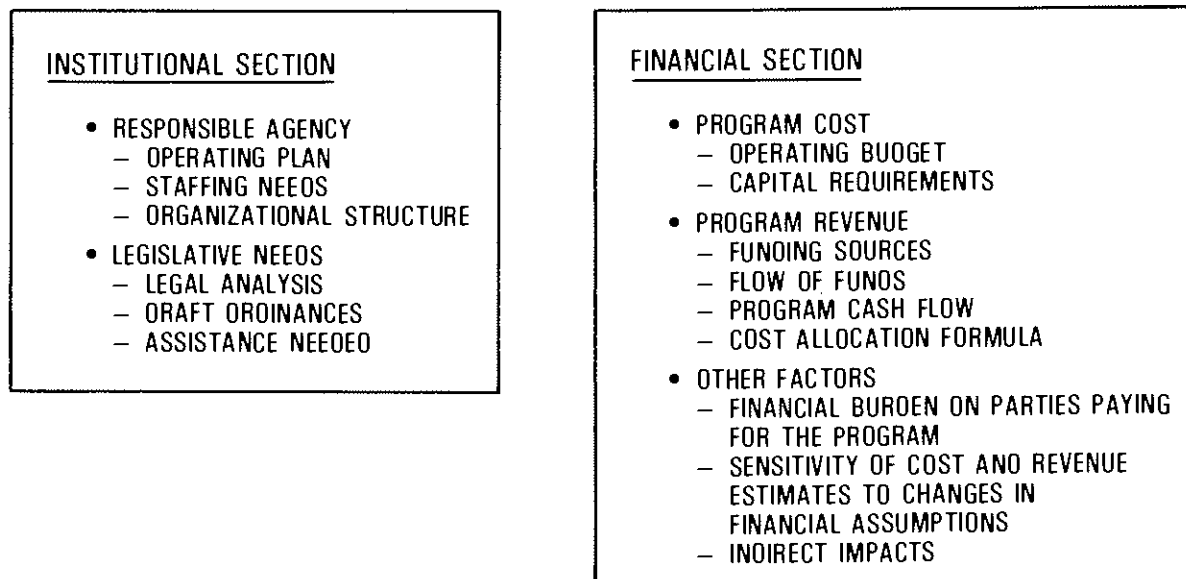 INSTITUTIONAL SECTION
• RESPONSIBLE AGENCY
– OPERATING PLAN
– STAFFING NEEOS
– ORGANIZATIONAL STRUCTURE
• LEGISLATIVE NEEOS
– LEGAL ANALYSIS
– ORAFT OROINANCES
– ASSISTANCE NEEOEO
FINANCIAL SECTION
• PROGRAM COST
– OPERATING BUDGET
– CAPITAL REQUIREMENTS
• PROGRAM REVENUE
– FUNOING SOURCES
– FLOW OF FUNOS
– PROGRAM CASH FLOW
– COST ALLOCATION FORMULA
• OTHER FACTORS
– FINANCIAL BUROEN ON PARTIES PAYING
FOR THE PROGRAM
– SENSITIVITY OF COST AND REVENUE
ESTIMATES TO CHANGES IN
FINANCIAL ASSUMPTIONS
– INOIRECT IMPACTS